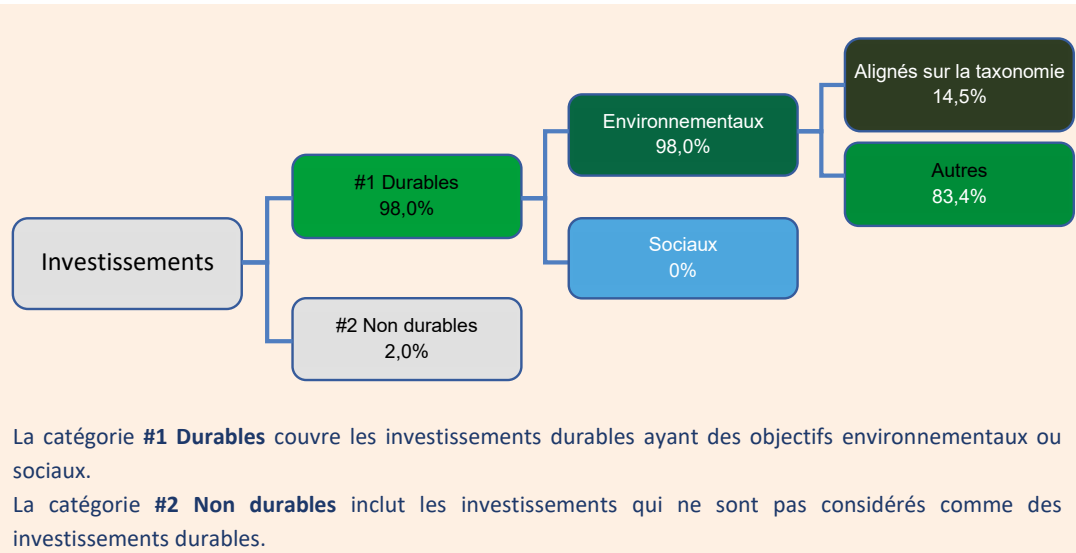 Investissements
#1 Durables
98,0%
#2 Non durables
2,0%
Environnementaux
98,0%
Sociaux
0%
Alignés sur la taxonomie
14,5%
Autres
83,4%
La catégorie #1 Durables couvre les investissements durables ayant des objectifs environnementaux ou
sociaux.
La catégorie #2 Non durables inclut les investissements qui ne sont pas considérés comme des
investissements durables.